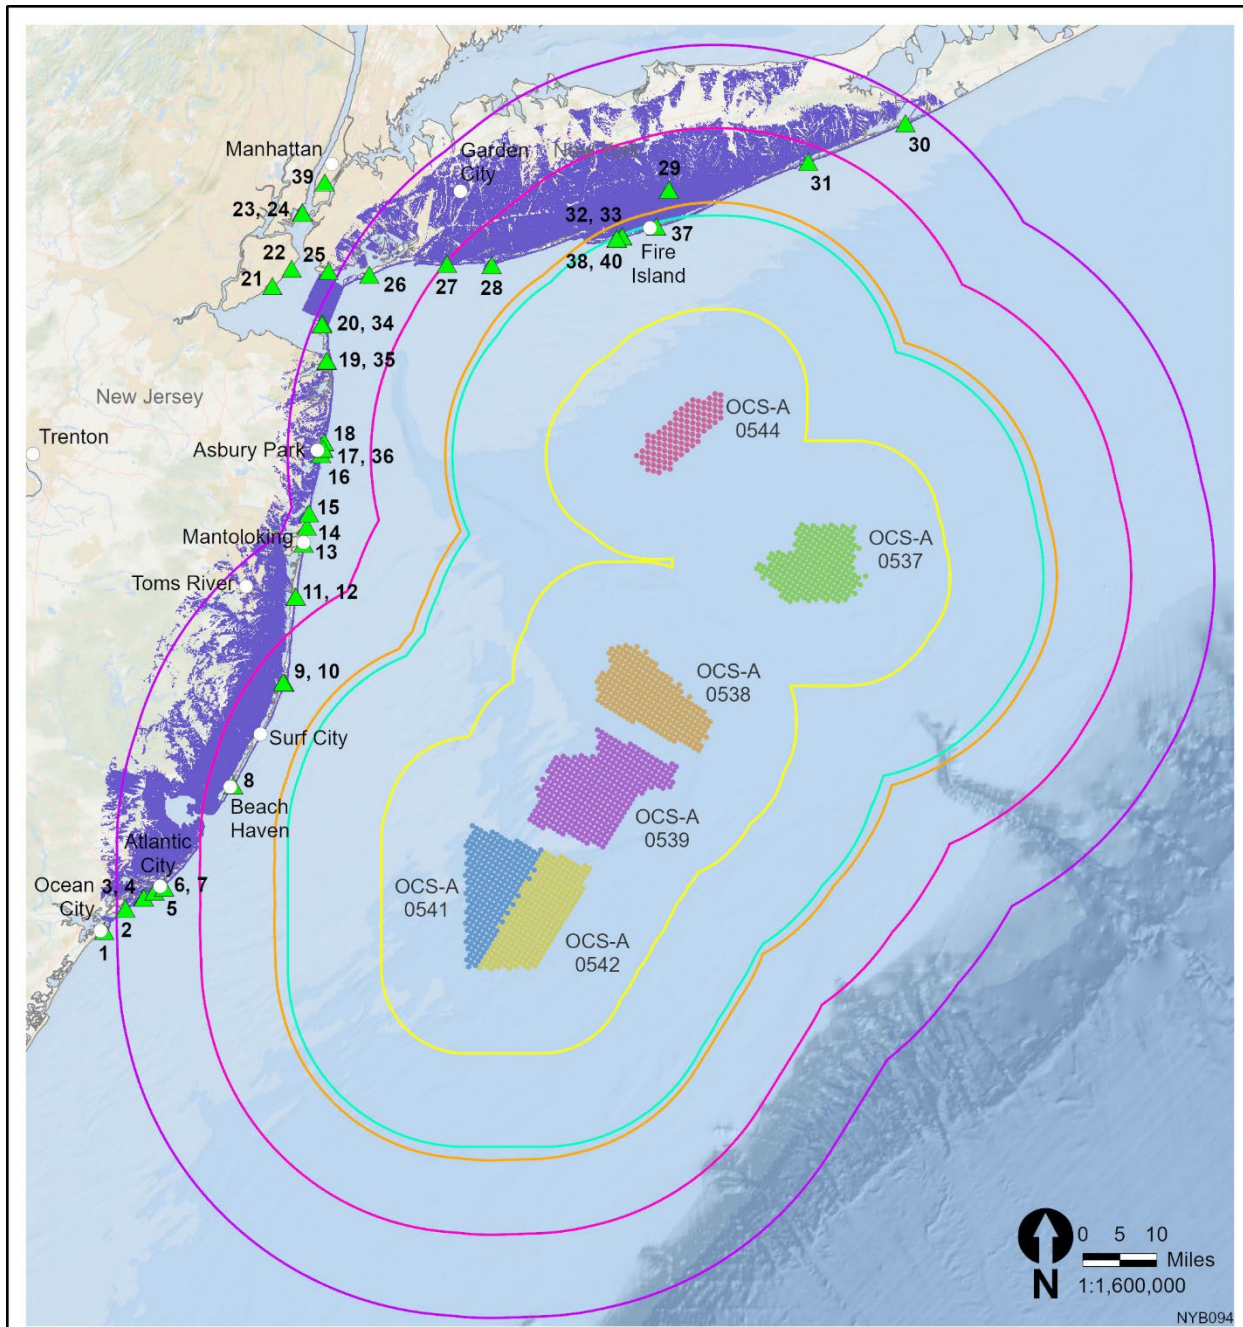 Manhattan
39
23, 24
Garden
City
New York
29
30
31
32, 33
37
38, 40
Fire
Island
22
25
21
26
27
28
20, 34
19, 35
New Jersey
Trenton
18
Asbury Park
17, 36
16
15
Mantoloking
14
13
Toms River
11, 12
9, 10
Surf City
8
Beach
Haven
Atlantic
City
3, 4
6, 7
Ocean
City
5
2
1
OCS-A
0544
OCS-A
0537
OCS-A
0538
OCS-A
0539
OCS-A
0541
OCS-A
0542
N
0 5 10
Miles
1:1,600,000
NYB094